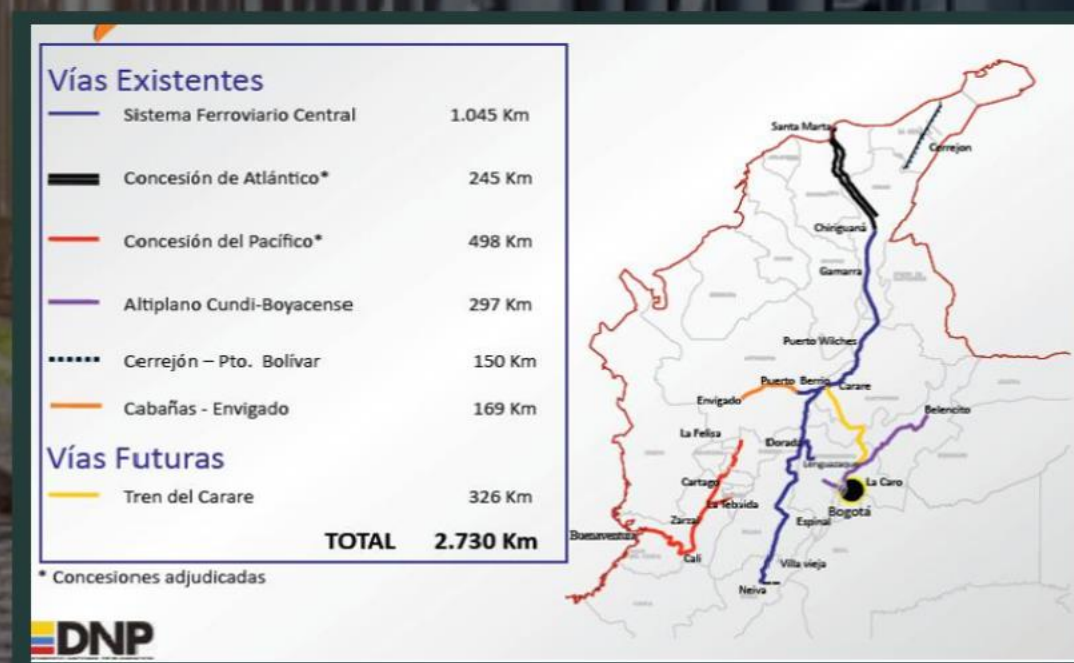 Vías Existentes
Sistema Ferroviario Central 1.045 Km
Concesión de Atlántico* 245 Km
Concesión del Pacífico* 498 Km
Altiplano Cundi-Boyacense 297 Km
Cerrejón – Pto. Bolívar 150 Km
Cabañas - Envigado 169 Km
Vías Futuras
Tren del Carare 326 Km
TOTAL 2.730 Km
* Concesiones adjudicadas
DNP
Santa Marta
Cerrejon
Chiriguaná
Gamarra
Puerto Wilches
Puerto Berrio Carare
Envigado
Belencito
La Felisa
Dorada
Lenguazaque
Cartago
La Caro
La Tebaida
Bogotá
Zarzal
Espinal
Buenaventura
Cali
Villa vieja
Neiva